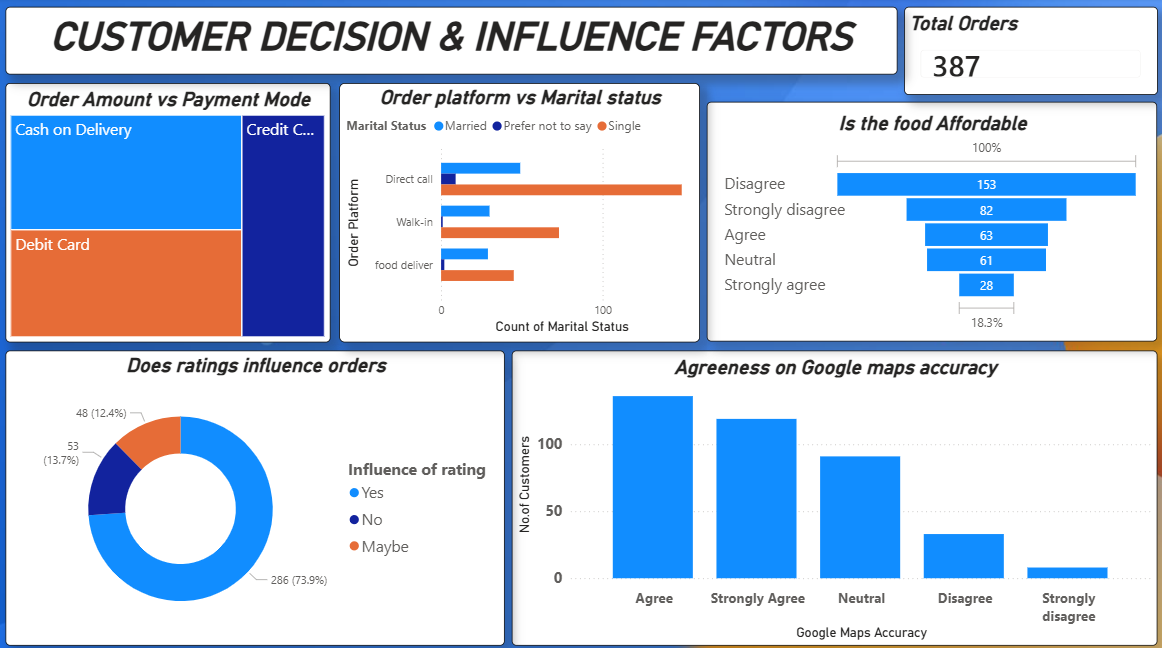 CUSTOMER DECISION & INFLUENCE FACTORS
Total Orders
387
Order Amount vs Payment Mode
Cash on Delivery
Credit C...
Debit Card
Order platform vs Marital status
Marital Status Married Prefer not to say Single
Order Platform
Direct call
Walk-in
food deliver
0 100
Count of Marital Status
Is the food Affordable
100%
Disagree 153
Strongly disagree 82
Agree 63
Neutral 61
Strongly agree 28
18.3%
Does ratings influence orders
48 (12.4%)
53
(13.7%)
286 (73.9%)
Influence of rating
Yes
No
Maybe
Agreeness on Google maps accuracy
No.of Customers
100
50
0
Agree Strongly Agree Neutral Disagree Strongly
disagree
Google Maps Accuracy